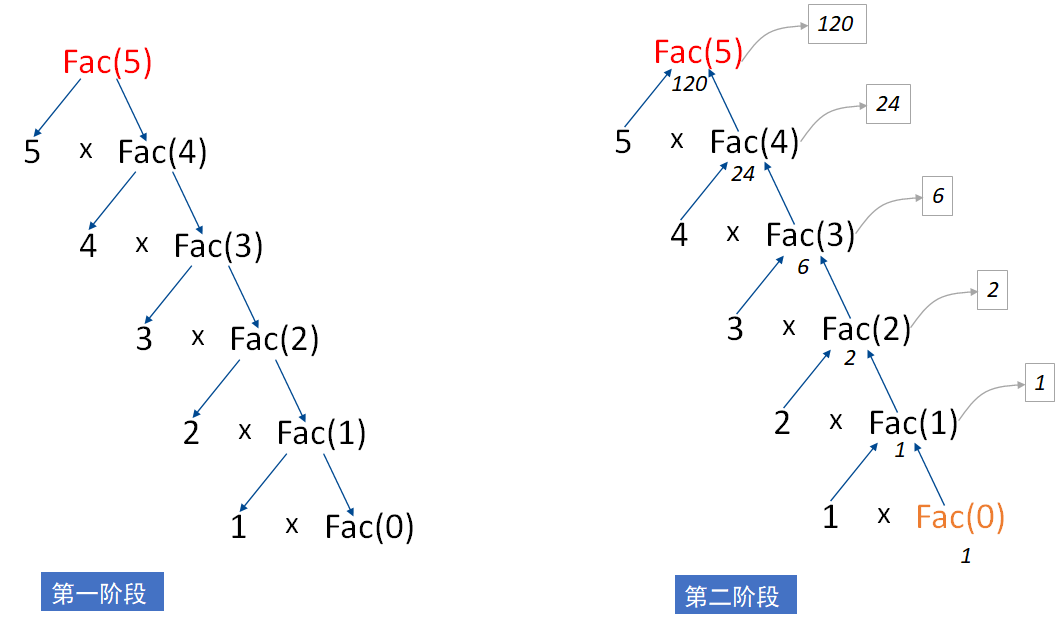 Fac(5)
5 x Fac(4)
4 x Fac(3)
3 x Fac(2)
2 x Fac(1)
1 x Fac(0)
第一阶段
120
Fac(5)
120
24
5 x Fac(4)
24
6
4 x Fac(3)
6
2
3 x Fac(2)
2
1
2 x Fac(1)
1
1 x Fac(0)
1
第二阶段